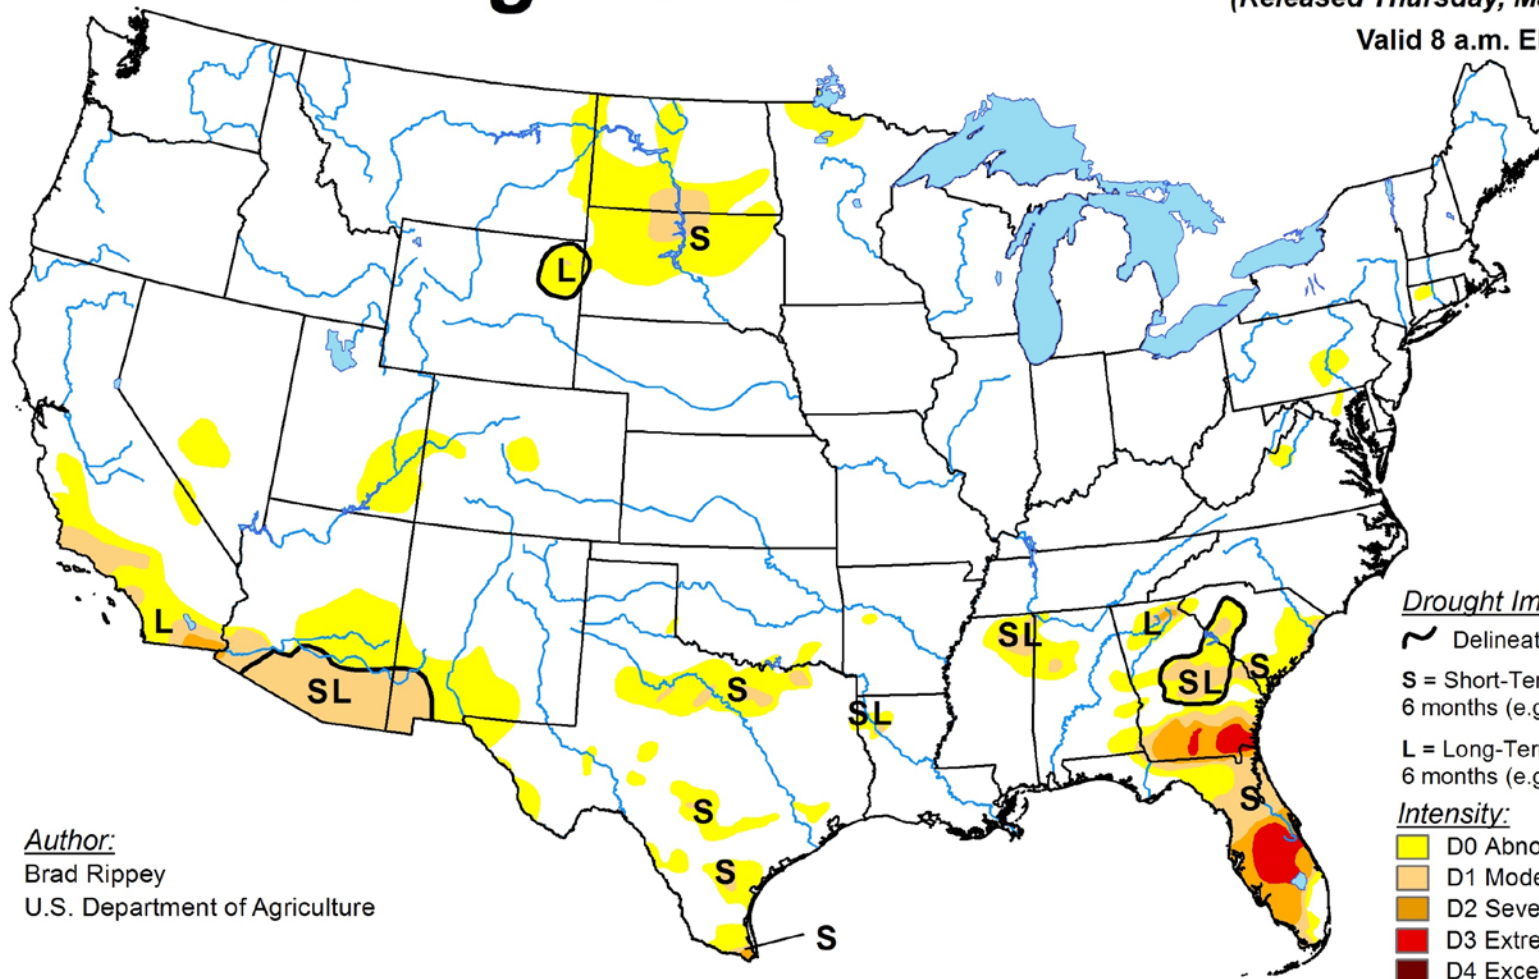 (Released Thursday, Ma
Valid 8 a.m. E
S
L
L
SL
S
S
S
S
SL
SL
L
SL
S
S
Drought Im
Delineat
S = Short-Ter
6 months (e.g
L = Long-Ter
6 months (e.g
Intensity:
D0 Abno
D1 Mode
D2 Seve
D3 Extre
D4 Exce
Author:
Brad Rippey
U.S. Department of Agriculture